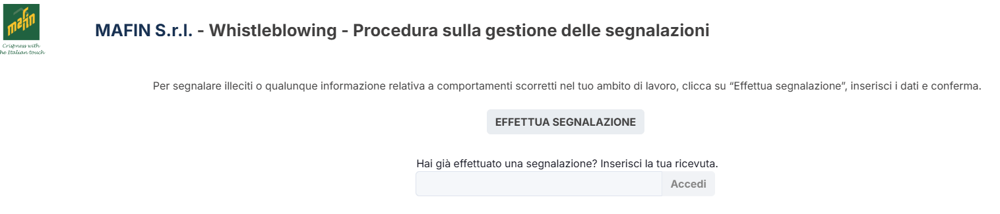 mafin
Crispness with
he Italian touch
MAFIN S.r.l. - Whistleblowing - Procedura sulla gestione delle segnalazioni
Per segnalare illeciti o qualunque informazione relativa a comportamenti scorretti nel tuo ambito di lavoro, clicca su “Effettua segnalazione”, inserisci i dati e conferma.
EFFETTUA SEGNALAZIONE
Hai già effettuato una segnalazione? Inserisci la tua ricevuta.
Accedi